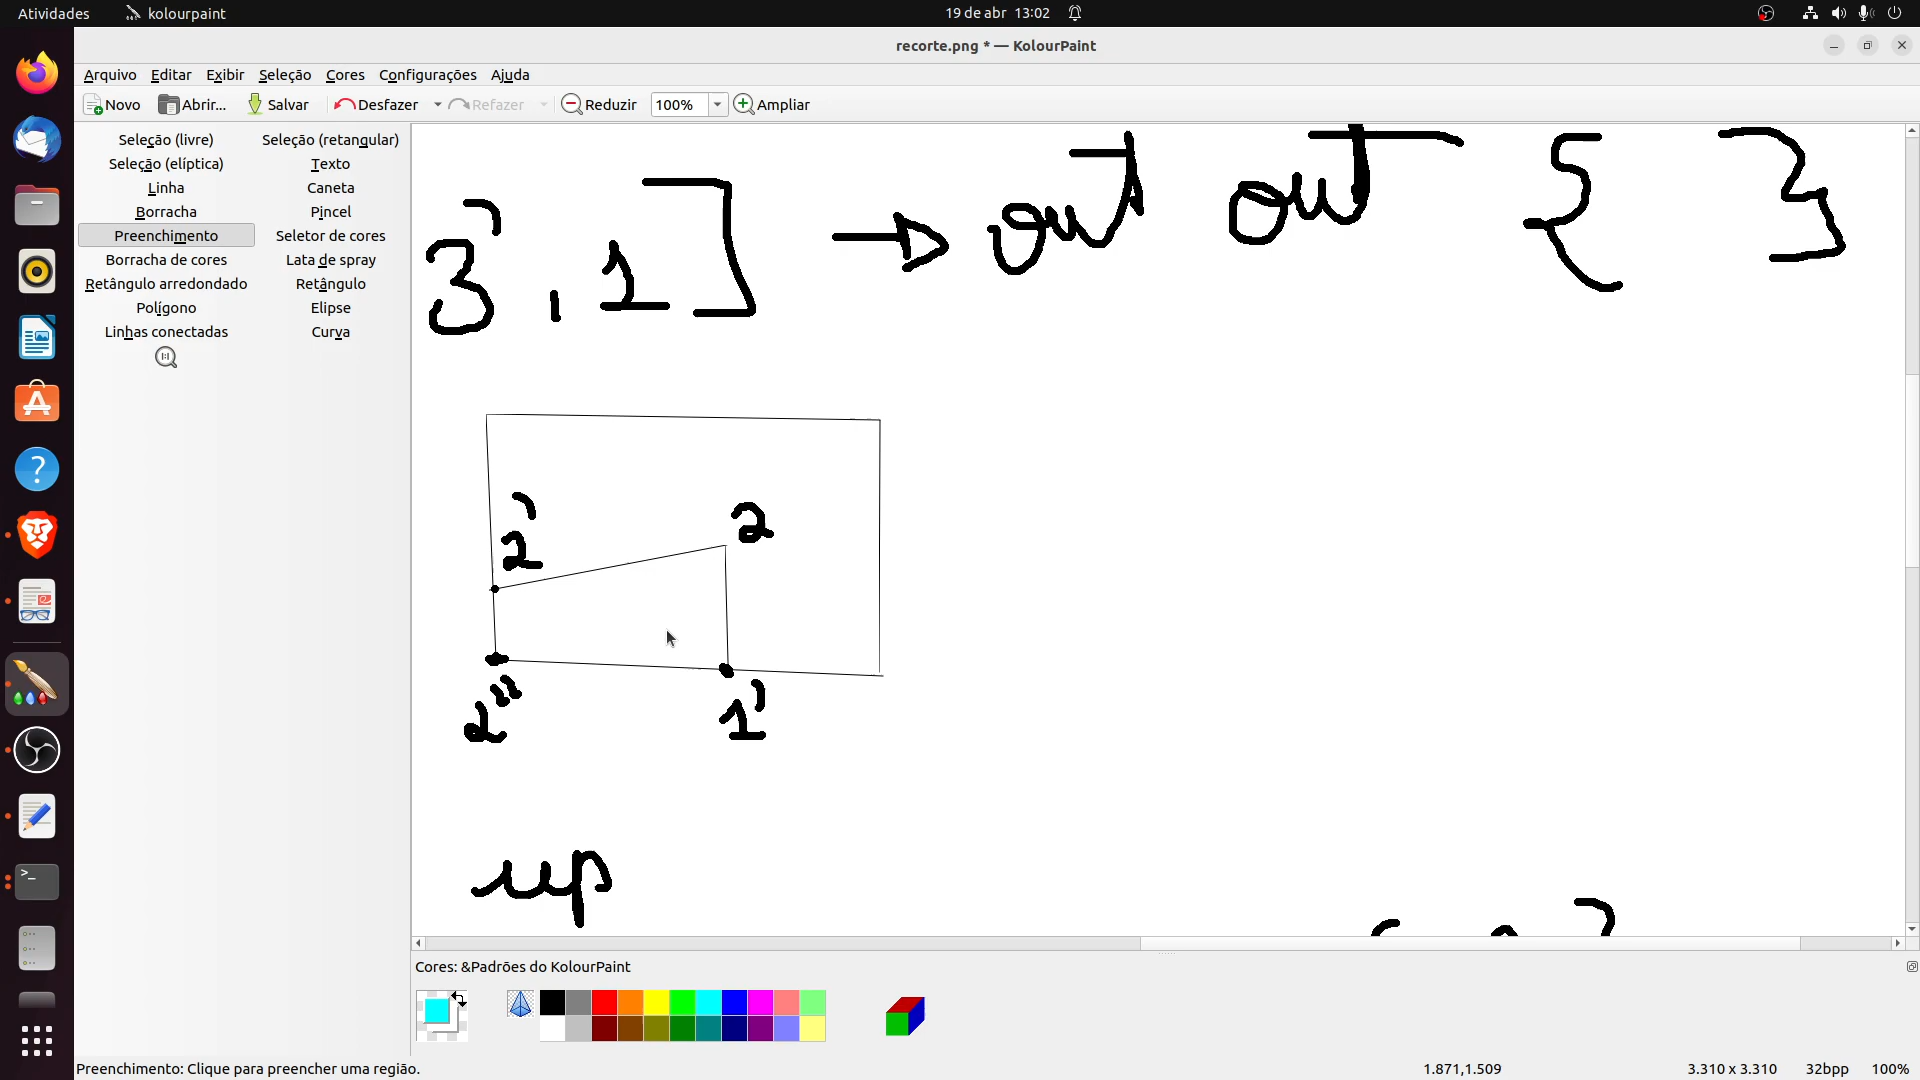 Atividades kolourpaint 19 de abr 13:02
recorte.png * — KolourPaint
Arquivo Editar Exibir Seleção Cores Configurações Ajuda
Novo Abrir... Salvar Desfazer Refazer Reduzir 100% Ampliar
Seleção (livre) Seleção (retangular)
Seleção (elíptica) Texto
Linha Caneta
Borracha Pincel
Preenchimento Seletor de cores
Borracha de cores Lata de spray
Retângulo arredondado Retângulo
Polígono Elipse
Linhas conectadas Curva
3', 1] → out out { }
2' 2
2" 1'
up
Cores: &Padrões do KolourPaint
Preenchimento: Clique para preencher uma região. 1.871,1.509 3.310 x 3.310 32bpp 100%